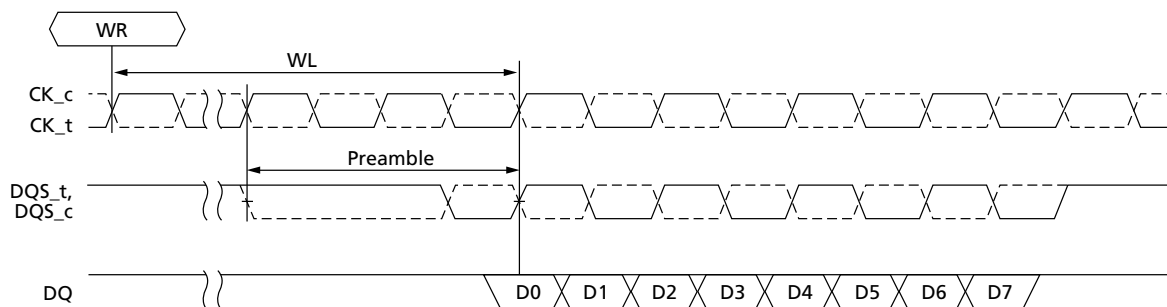 WR
WL
CK_c
CK_t
Preamble
DQS_t,
DQS_c
DQ
D0 D1 D2 D3 D4 D5 D6 D7